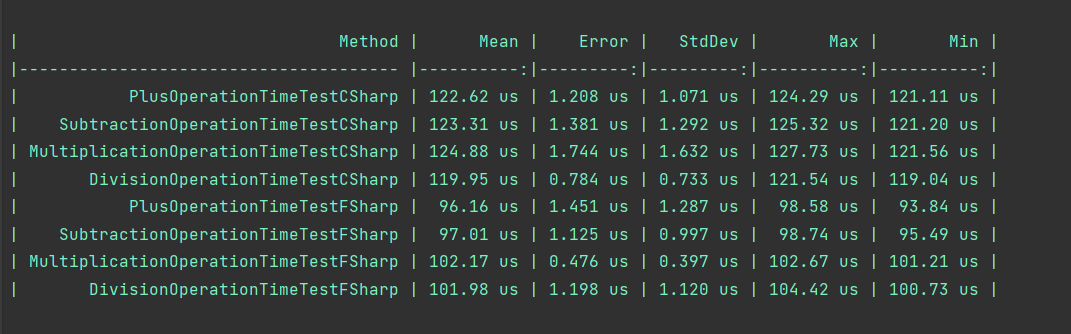 |                                Method |      Mean |    Error |   StdDev |       Max |       Min |
|-------------------------------------- |----------:|---------:|---------:|----------:|----------:|
|           PlusOperationTimeTestCSharp | 122.62 us | 1.208 us | 1.071 us | 124.29 us | 121.11 us |
|    SubtractionOperationTimeTestCSharp | 123.31 us | 1.381 us | 1.292 us | 125.32 us | 121.20 us |
| MultiplicationOperationTimeTestCSharp | 124.88 us | 1.744 us | 1.632 us | 127.73 us | 121.56 us |
|       DivisionOperationTimeTestCSharp | 119.95 us | 0.784 us | 0.733 us | 121.54 us | 119.04 us |
|           PlusOperationTimeTestFSharp |  96.16 us | 1.451 us | 1.287 us |  98.58 us |  93.84 us |
|    SubtractionOperationTimeTestFSharp |  97.01 us | 1.125 us | 0.997 us |  98.74 us |  95.49 us |
| MultiplicationOperationTimeTestFSharp | 102.17 us | 0.476 us | 0.397 us | 102.67 us | 101.21 us |
|       DivisionOperationTimeTestFSharp | 101.98 us | 1.198 us | 1.120 us | 104.42 us | 100.73 us |